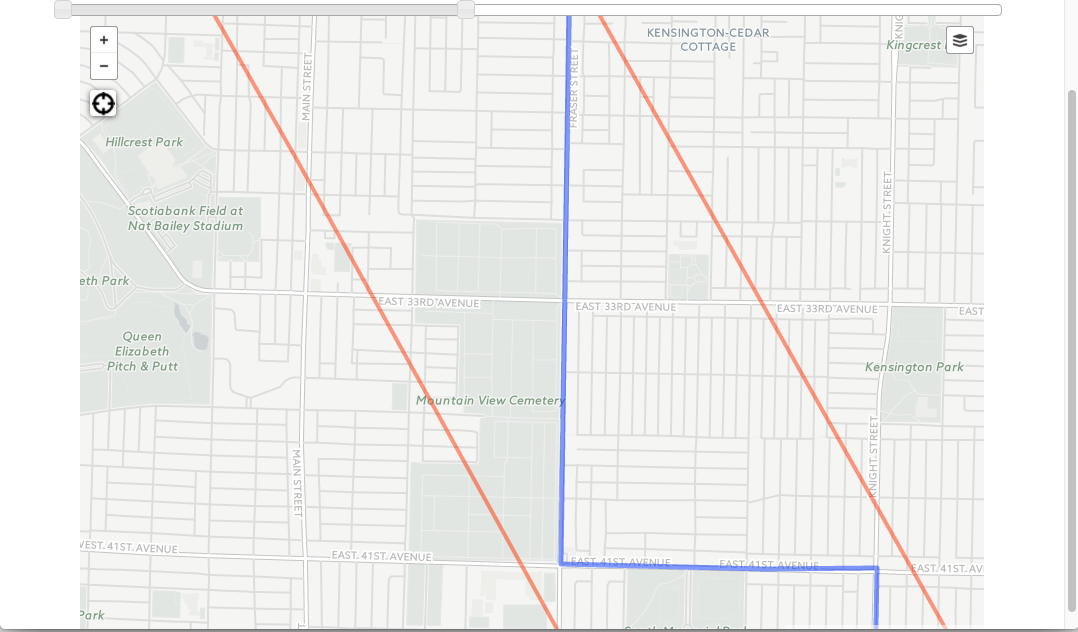 +
−
KENSINGTON-CEDAR
COTTAGE
Kingcrest
MAIN STREET
FRASER STREET
Hillcrest Park
KNIGHT STREET
Scotiabank Field at
Nat Bailey Stadium
eth Park
EAST 33RD AVENUE
EAST 33RD AVENUE
EAST 33RD AVENUE
EAST
Queen
Elizabeth
Pitch & Putt
Kensington Park
Mountain View Cemetery
KNIGHT STREET
MAIN STREET
VEST 41ST AVENUE
EAST 41ST AVENUE
EAST 41ST AVENUE
EAST 41ST AVENUE
EAST 41ST AV
Park